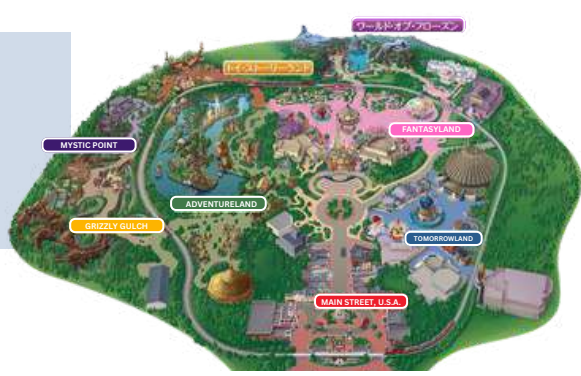 ワールド・オブ・フローズン
トイ・ストーリーランド
FANTASYLAND
MYSTIC POINT
ADVENTURELAND
GRIZZLY GULCH
TOMORROWLAND
MAIN STREET, U.S.A.